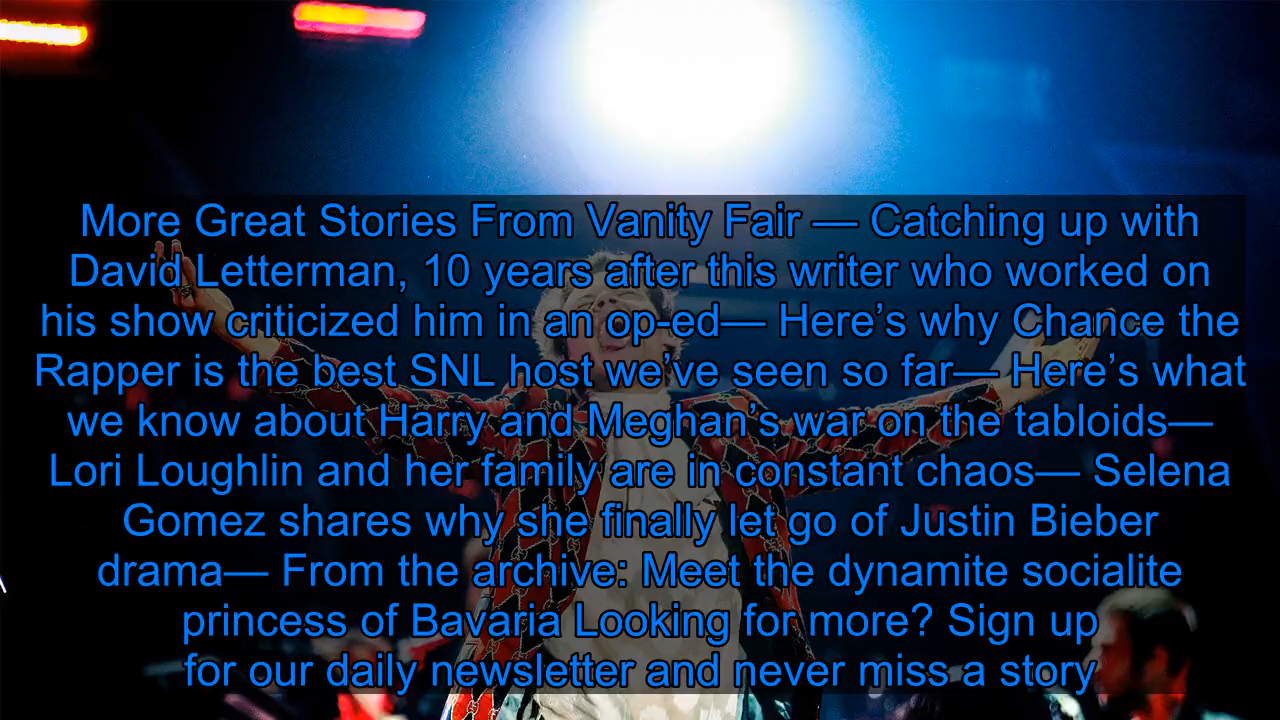 More Great Stories From Vanity Fair — Catching up with
David Letterman, 10 years after this writer who worked on
his show criticized him in an op-ed— Here’s why Chance the
Rapper is the best SNL host we’ve seen so far— Here’s what
we know about Harry and Meghan’s war on the tabloids—
Lori Loughlin and her family are in constant chaos— Selena
Gomez shares why she finally let go of Justin Bieber
drama— From the archive: Meet the dynamite socialite
princess of Bavaria Looking for more? Sign up
for our daily newsletter and never miss a story